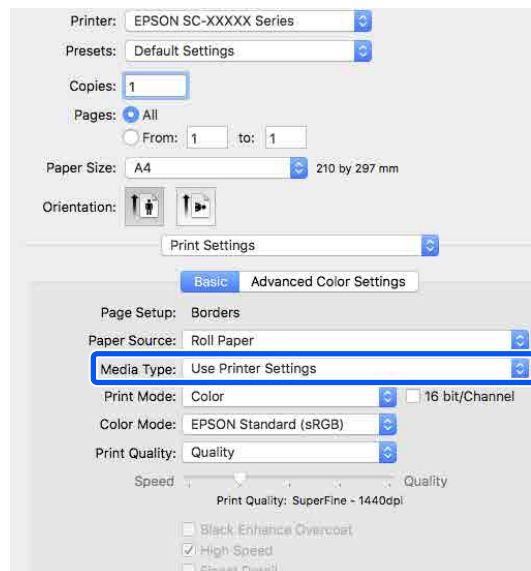 Printer: EPSON SC-XXXXX Series
Presets: Default Settings
Copies: 1
Pages: All
From: 1 to: 1
Paper Size: A4 210 by 297 mm
Orientation:
Print Settings
Basic Advanced Color Settings
Page Setup: Borders
Paper Source: Roll Paper
Media Type: Use Printer Settings
Print Mode: Color 16 bit/Channel
Color Mode: EPSON Standard (sRGB)
Print Quality: Quality
Speed Quality
Print Quality: SuperFine - 1440dpi
Black Enhance Overcoat
High Speed
Finest Detail